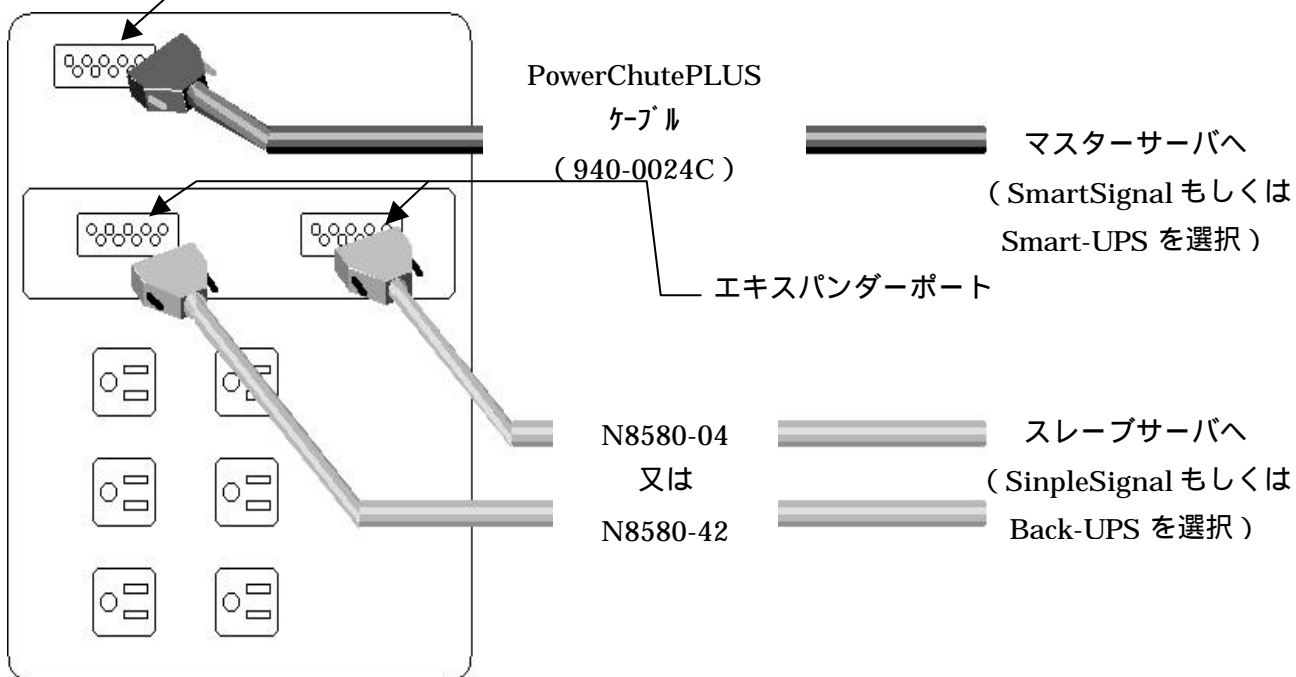 PowerChutePLUS
ｹｰﾌﾞﾙ
（940-0024C）
マスターサーバへ
（SmartSignal もしくは
Smart-UPS を選択）
エキスパンダーポート
N8580-04
又は
N8580-42
スレーブサーバへ
（SinpleSignal もしくは
Back-UPS を選択）